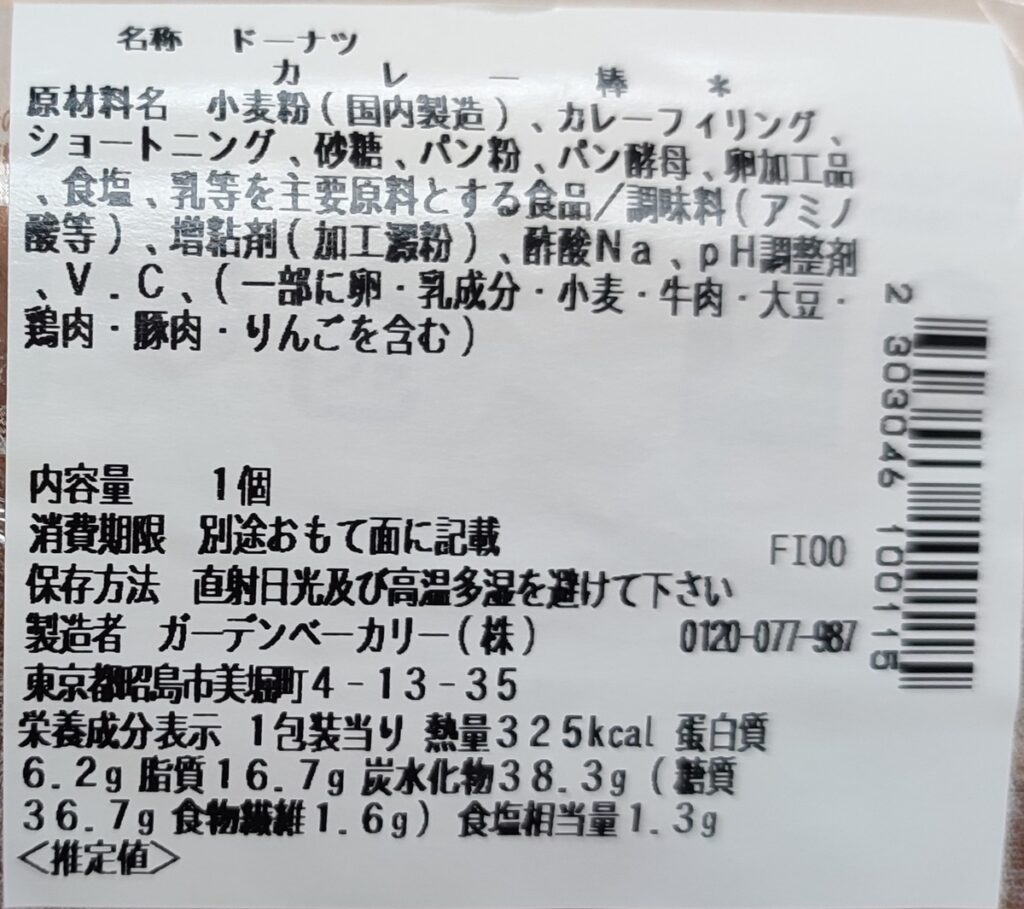 名称　ドーナツ
カレー棒＊
原材料名　小麦粉（国内製造）、カレーフィリング、
ショートニング、砂糖、パン粉、パン酵母、卵加工品
、食塩、乳等を主要原料とする食品／調味料（アミノ
酸等）、増粘剤（加工澱粉）、酢酸Ｎａ、ｐＨ調整剤
、Ｖ．Ｃ、（一部に卵・乳成分・小麦・牛肉・大豆・
鶏肉・豚肉・りんごを含む）
内容量　１個
消費期限　別途おもて面に記載
FI00
保存方法　直射日光及び高温多湿を避けて下さい
製造者　ガーデンベーカリー（株）　0120-077-987
東京都昭島市美堀町４－１３－３５
栄養成分表示　１包装当り　熱量３２５kcal　蛋白質
６.２g　脂質１６.７g　炭水化物３８.３g（糖質
３６.７g　食物繊維１.６g）　食塩相当量１.３g
＜推定値＞
2 303046 100115